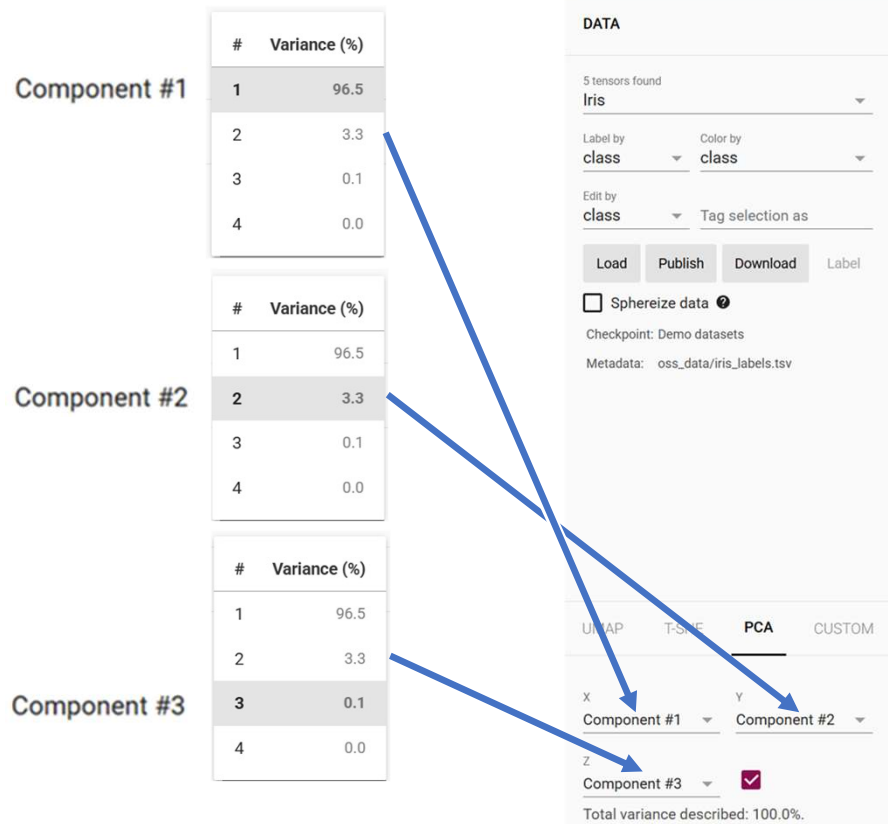 Component #1
# Variance (%)
1 96.5
2 3.3
3 0.1
4 0.0
Component #2
# Variance (%)
1 96.5
2 3.3
3 0.1
4 0.0
Component #3
# Variance (%)
1 96.5
2 3.3
3 0.1
4 0.0
DATA
5 tensors found
Iris
Label by Color by
class class
Edit by
class Tag selection as
Load Publish Download Label
Sphereize data ?
Checkpoint: Demo datasets
Metadata: oss_data/iris_labels.tsv
UMAP T-SNE PCA CUSTOM
X Y
Component #1 Component #2
Z
Component #3
Total variance described: 100.0%.